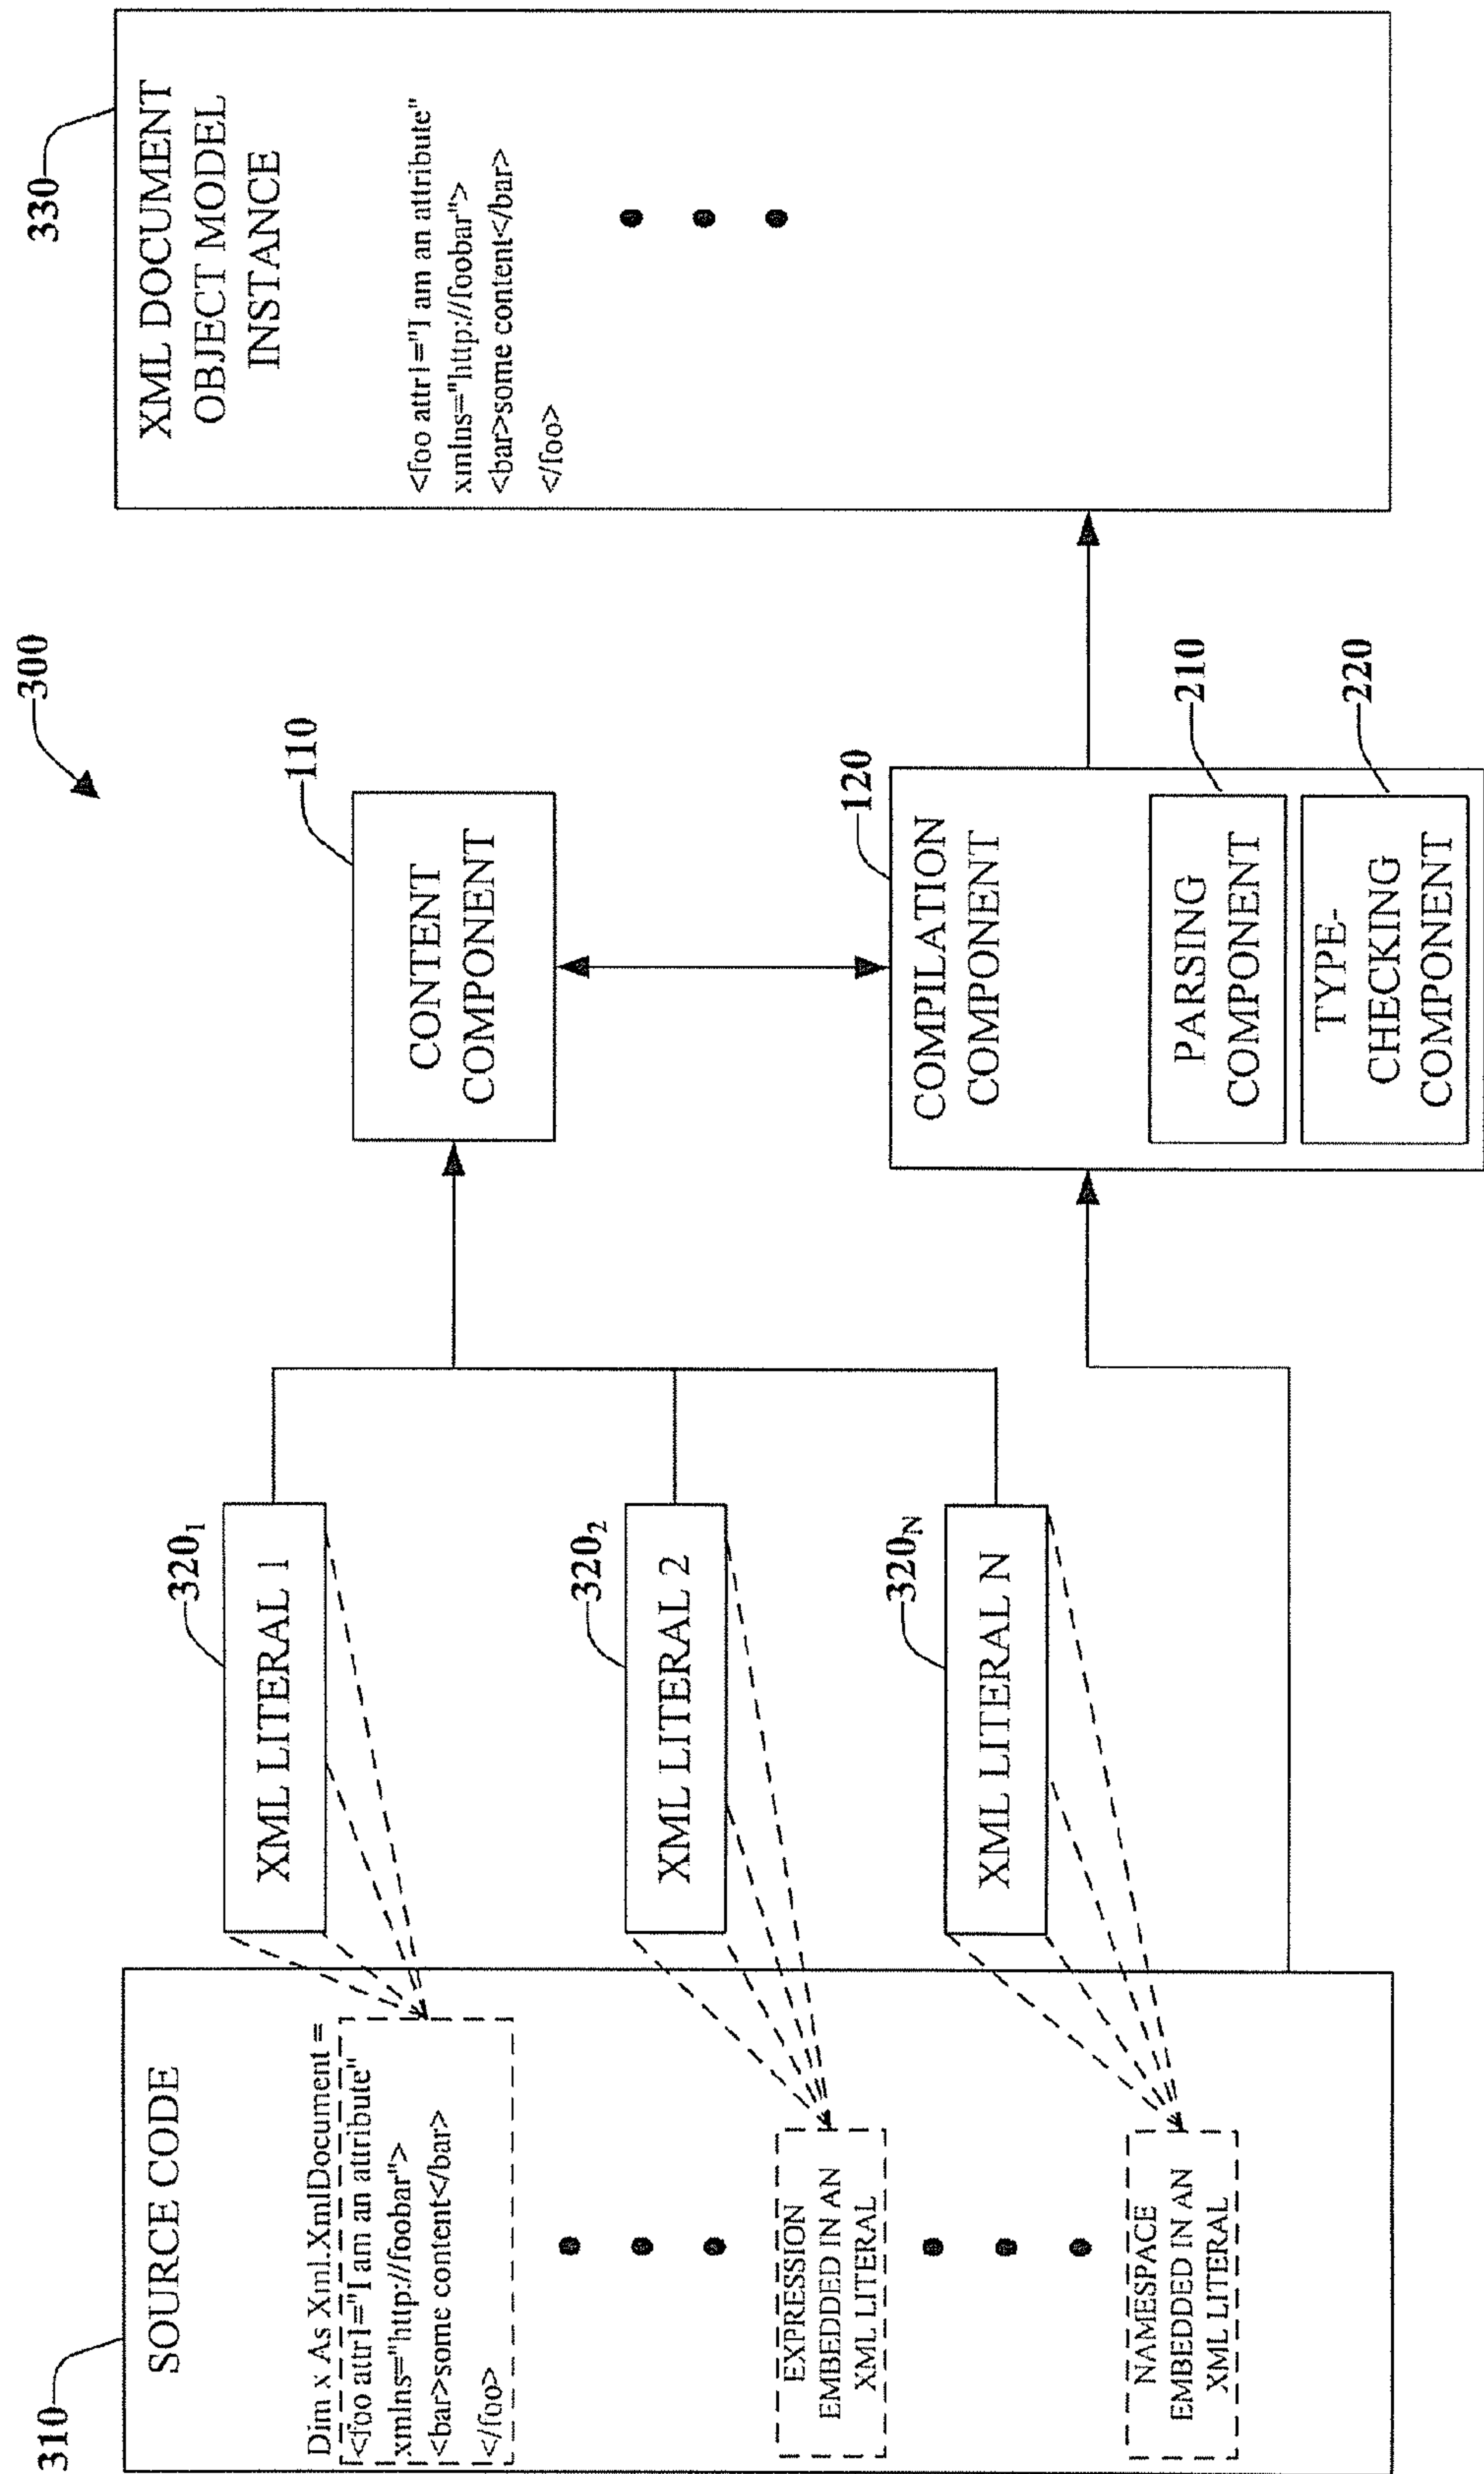 300
310
SOURCE CODE
Dim x As Xml.XmlDocument =
<foo attr1="I am an attribute"
xmlns="http://foobar">
<bar>some content</bar>
</foo>
EXPRESSION
EMBEDDED IN AN
XML LITERAL
NAMESPACE
EMBEDDED IN AN
XML LITERAL
320₁
XML LITERAL 1
320₂
XML LITERAL 2
320ₙ
XML LITERAL N
110
CONTENT
COMPONENT
120
COMPILATION
COMPONENT
210
PARSING
COMPONENT
220
TYPE-
CHECKING
COMPONENT
330
XML DOCUMENT
OBJECT MODEL
INSTANCE
<foo attr1="I am an attribute"
xmlns="http://foobar">
<bar>some content</bar>
</foo>